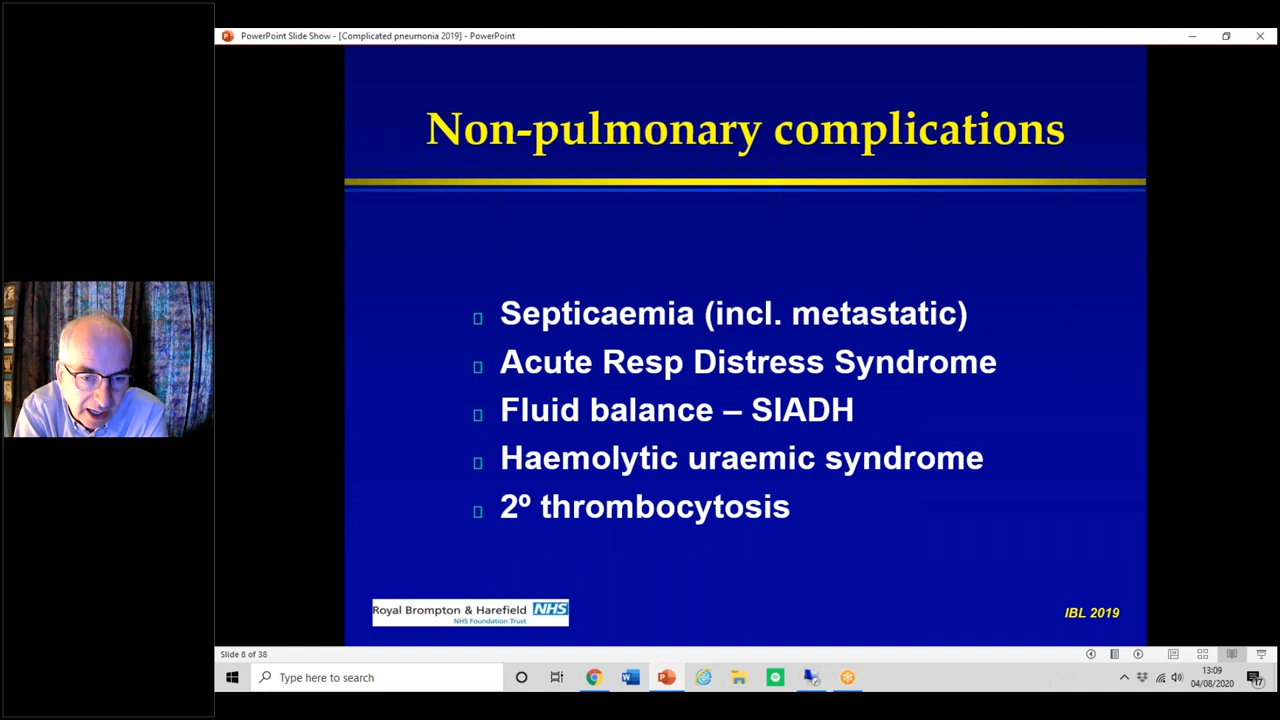 PowerPoint Slide Show - [Complicated pneumonia 2019] - PowerPoint
Non-pulmonary complications
Septicaemia (incl. metastatic)
Acute Resp Distress Syndrome
Fluid balance – SIADH
Haemolytic uraemic syndrome
2º thrombocytosis
Royal Brompton & Harefield NHS
NHS Foundation Trust
IBL 2019
Slide 8 of 38
Type here to search
13:09
04/08/2020
17